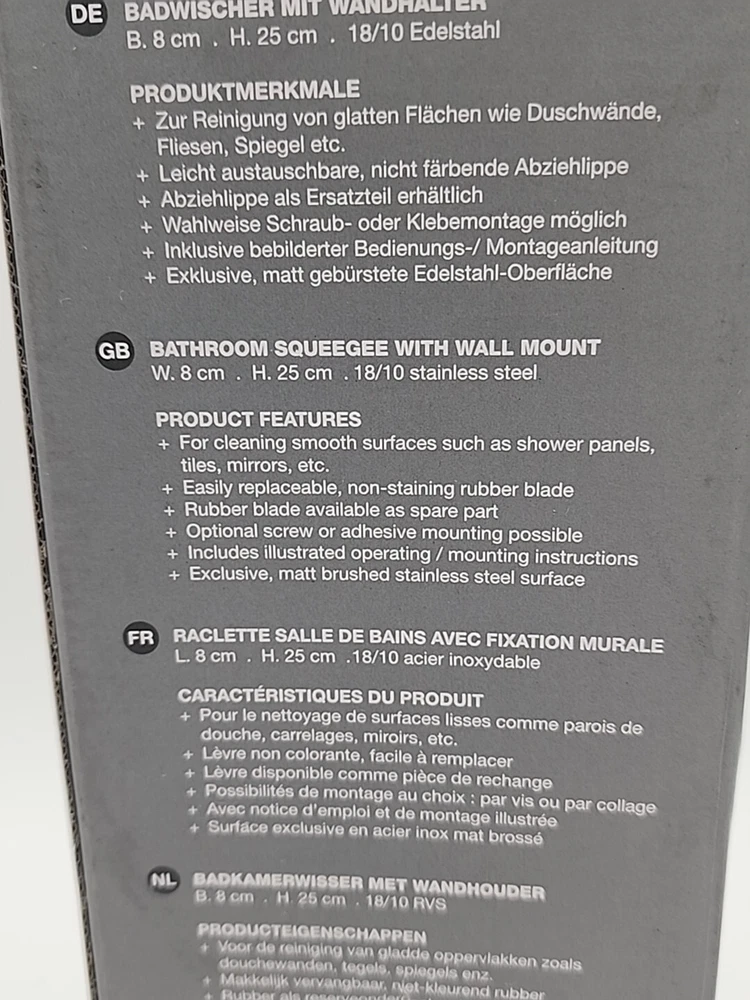 DE BADWISCHER MIT WANDHALTER
B. 8 cm . H. 25 cm . 18/10 Edelstahl
PRODUKTMERKMALE
+ Zur Reinigung von glatten Flächen wie Duschwände,
Fliesen, Spiegel etc.
+ Leicht austauschbare, nicht färbende Abziehlippe
+ Abziehlippe als Ersatzteil erhältlich
+ Wahlweise Schraub- oder Klebemontage möglich
+ Inklusive bebilderter Bedienungs-/ Montageanleitung
+ Exklusive, matt gebürstete Edelstahl-Oberfläche
GB BATHROOM SQUEEGEE WITH WALL MOUNT
W. 8 cm . H. 25 cm . 18/10 stainless steel
PRODUCT FEATURES
+ For cleaning smooth surfaces such as shower panels,
tiles, mirrors, etc.
+ Easily replaceable, non-staining rubber blade
+ Rubber blade available as spare part
+ Optional screw or adhesive mounting possible
+ Includes illustrated operating / mounting instructions
+ Exclusive, matt brushed stainless steel surface
FR RACLETTE SALLE DE BAINS AVEC FIXATION MURALE
L. 8 cm . H. 25 cm .18/10 acier inoxydable
CARACTÉRISTIQUES DU PRODUIT
+ Pour le nettoyage de surfaces lisses comme parois de
douche, carrelages, miroirs, etc.
+ Lèvre non colorante, facile à remplacer
+ Lèvre disponible comme pièce de rechange
+ Possibilités de montage au choix : par vis ou par collage
+ Avec notice d'emploi et de montage illustrée
+ Surface exclusive en acier inox mat brossé
NL BADKAMERWISSER MET WANDHOUDER
B. 8 cm . H. 25 cm . 18/10 RVS
PRODUCTEIGENSCHAPPEN
+ Voor de reiniging van gladde oppervlakken zoals
douchewanden, tegels, spiegels enz.
+ Makkelijk vervangbaar, niet-kleurend rubber
+ Rubber als